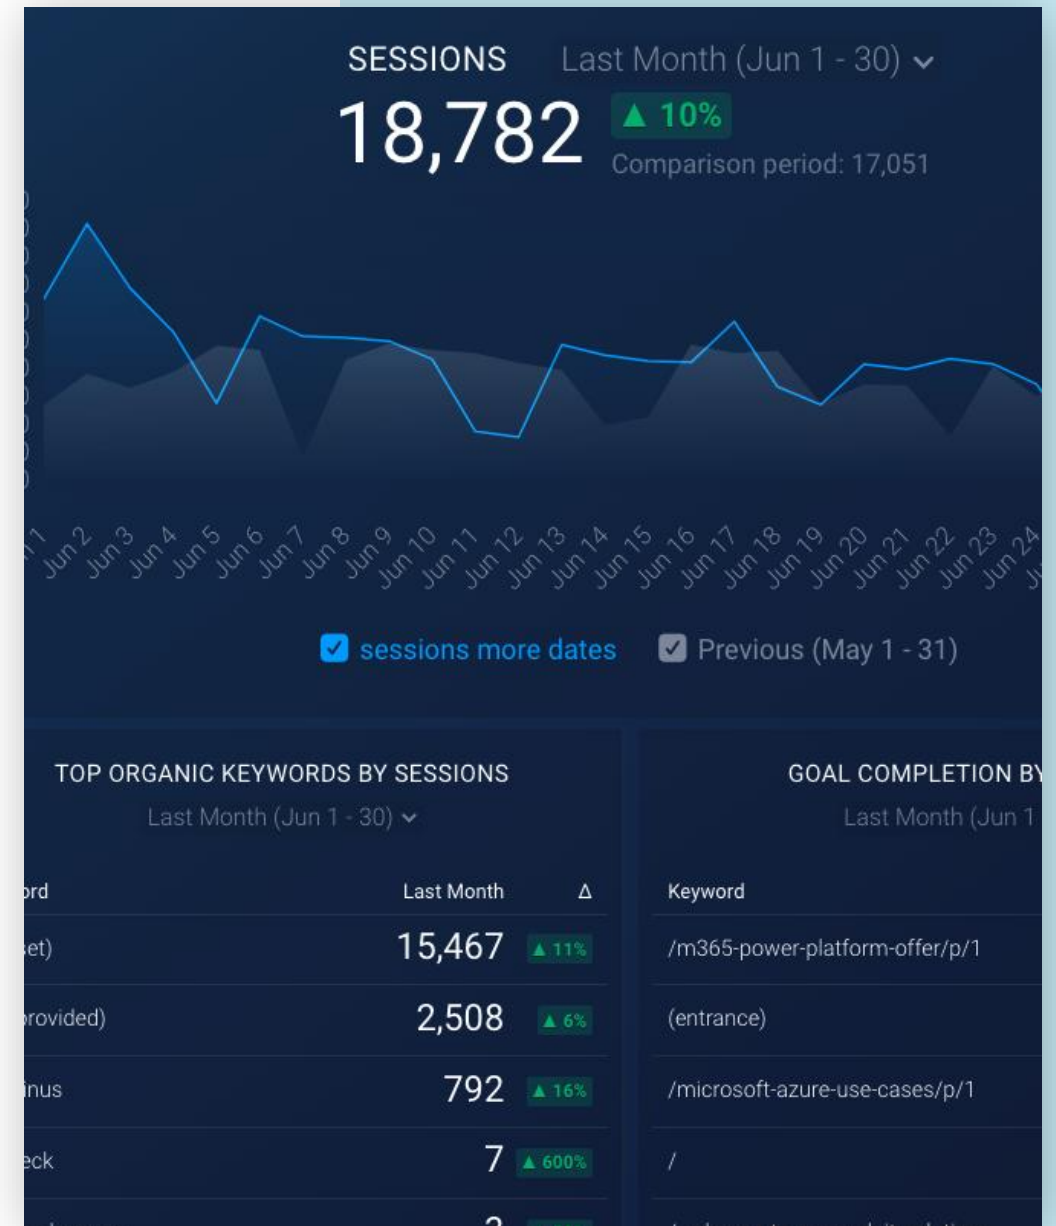 SESSIONS Last Month (Jun 1 - 30)
18,782 ▲ 10%
Comparison period: 17,051
Jun 2 Jun 3 Jun 4 Jun 5 Jun 6 Jun 7 Jun 8 Jun 9 Jun 10 Jun 11 Jun 12 Jun 13 Jun 14 Jun 15 Jun 16 Jun 17 Jun 18 Jun 19 Jun 20 Jun 21 Jun 22 Jun 23 Jun 24
sessions more dates Previous (May 1 - 31)
TOP ORGANIC KEYWORDS BY SESSIONS
Last Month (Jun 1 - 30)
ord Last Month Δ
set) 15,467 ▲ 11%
provided) 2,508 ▲ 6%
inus 792 ▲ 16%
eck 7 ▲ 600%
GOAL COMPLETION BY
Last Month (Jun 1
Keyword
/m365-power-platform-offer/p/1
(entrance)
/microsoft-azure-use-cases/p/1
/